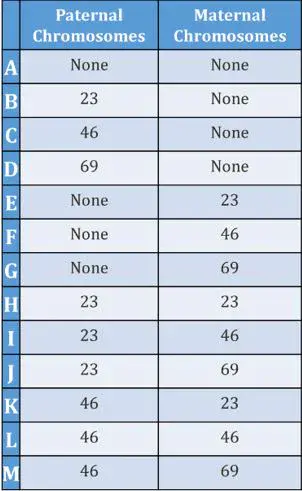 Paternal Chromosomes Maternal Chromosomes
A None None
B 23 None
C 46 None
D 69 None
E None 23
F None 46
G None 69
H 23 23
I 23 46
J 23 69
K 46 23
L 46 46
M 46 69